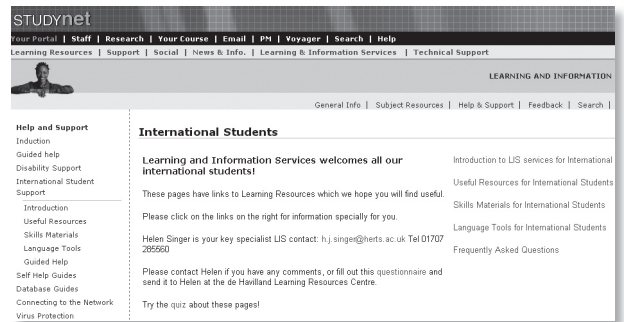 STUDYnet
Your Portal | Staff | Research | Your Course | Email | PM | Voyager | Search | Help
Learning Resources | Support | Social | News & Info. | Learning & Information Services | Technical Support
LEARNING AND INFORMATION
General Info | Subject Resources | Help & Support | Feedback | Search |
Help and Support
Induction
Guided help
Disability Support
International Student
Support
Introduction
Useful Resources
Skills Materials
Language Tools
Guided Help
Self Help Guides
Database Guides
Connecting to the Network
Virus Protection
International Students
Learning and Information Services welcomes all our
international students!
These pages have links to Learning Resources which we hope you will find useful.
Please click on the links on the right for information specially for you.
Helen Singer is your key specialist LIS contact: h.j.singer@herts.ac.uk Tel 01707
285560
Please contact Helen if you have any comments, or fill out this questionnaire and
send it to Helen at the de Havilland Learning Resources Centre.
Try the quiz about these pages!
Introduction to LIS services for International
Useful Resources for International Students
Skills Materials for International Students
Language Tools for International Students
Frequently Asked Questions